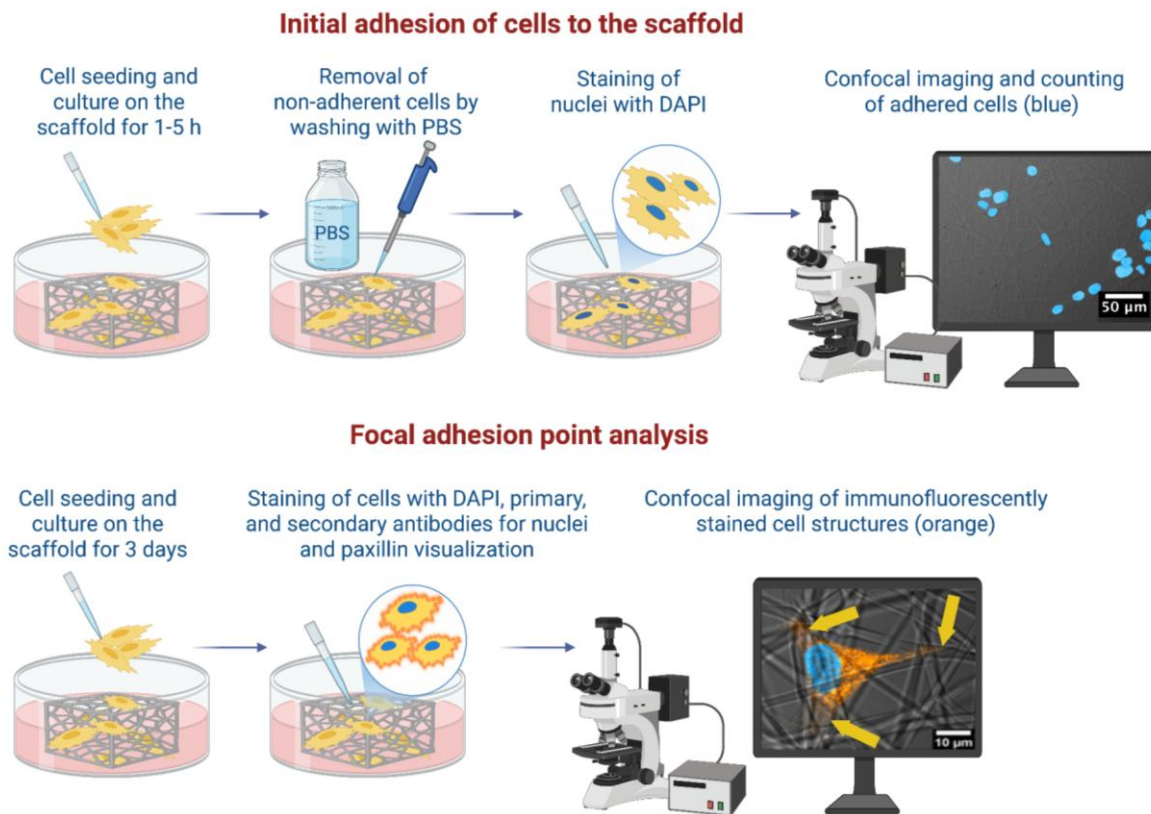 Initial adhesion of cells to the scaffold
Cell seeding and
culture on the
scaffold for 1-5 h
Removal of
non-adherent cells by
washing with PBS
Staining of
nuclei with DAPI
Confocal imaging and counting
of adhered cells (blue)
PBS
50 µm
Focal adhesion point analysis
Cell seeding and
culture on the
scaffold for 3 days
Staining of cells with DAPI, primary,
and secondary antibodies for nuclei
and paxillin visualization
Confocal imaging of immunofluorescently
stained cell structures (orange)
10 µm